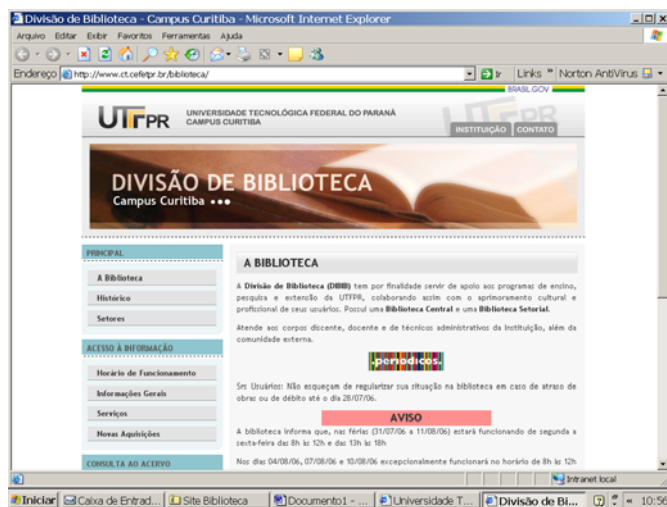 Divisão de Biblioteca - Campus Curitiba - Microsoft Internet Explorer
Arquivo Editar Exibir Favoritos Ferramentas Ajuda
Endereço http://www.ct.cefetpr.br/biblioteca/ Ir Links » Norton AntiVirus
BRASIL.GOV
UTFPR UNIVERSIDADE TECNOLÓGICA FEDERAL DO PARANÁ
CAMPUS CURITIBA
INSTITUIÇÃO CONTATO
DIVISÃO DE BIBLIOTECA
Campus Curitiba •••
PRINCIPAL
A Biblioteca
Histórico
Setores
ACESSO À INFORMAÇÃO
Horário de Funcionamento
Informações Gerais
Serviços
Novas Aquisições
CONSULTA AO ACERVO
A BIBLIOTECA
A Divisão de Biblioteca (DIBIB) tem por finalidade servir de apoio aos programas de ensino,
pesquisa e extensão da UTFPR, colaborando assim com o aprimoramento cultural e
profissional de seus usuários. Possui uma Biblioteca Central e uma Biblioteca Setorial.
Atende aos corpos discente, docente e de técnicos administrativos da Instituição, além da
comunidade externa.
.periodicos.
Srs Usuários: Não esqueçam de regularizar sua situação na biblioteca em caso de atraso de
obras ou de débito até o dia 28/07/06.
AVISO
A biblioteca informa que, nas férias (31/07/06 a 11/08/06) estará funcionando de segunda a
sexta-feira das 8h às 12h e das 13h às 18h
Nos dias 04/08/06, 07/08/06 e 10/08/06 excepcionalmente funcionará no horário de 8h às 12h
Intranet local
Iniciar Caixa de Entrad... Site Biblioteca Documento1 - ... Universidade T... Divisão de Bi... 10:56